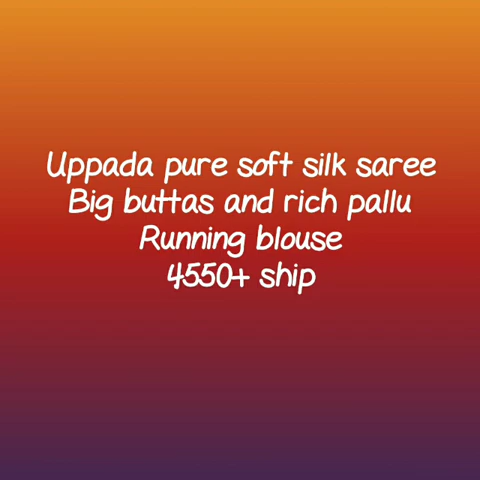 Uppada pure soft silk saree
Big buttas and rich pallu
Running blouse
4550+ ship